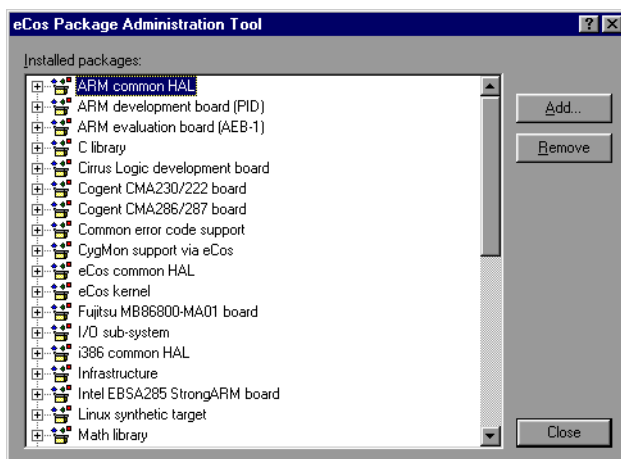 eCos Package Administration Tool
Installed packages:
ARM common HAL
ARM development board (PID)
ARM evaluation board (AEB-1)
C library
Cirrus Logic development board
Cogent CMA230/222 board
Cogent CMA286/287 board
Common error code support
CygMon support via eCos
eCos common HAL
eCos kernel
Fujitsu MB86800-MA01 board
I/O sub-system
i386 common HAL
Infrastructure
Intel EBSA285 StrongARM board
Linux synthetic target
Math library
Add...
Remove
Close